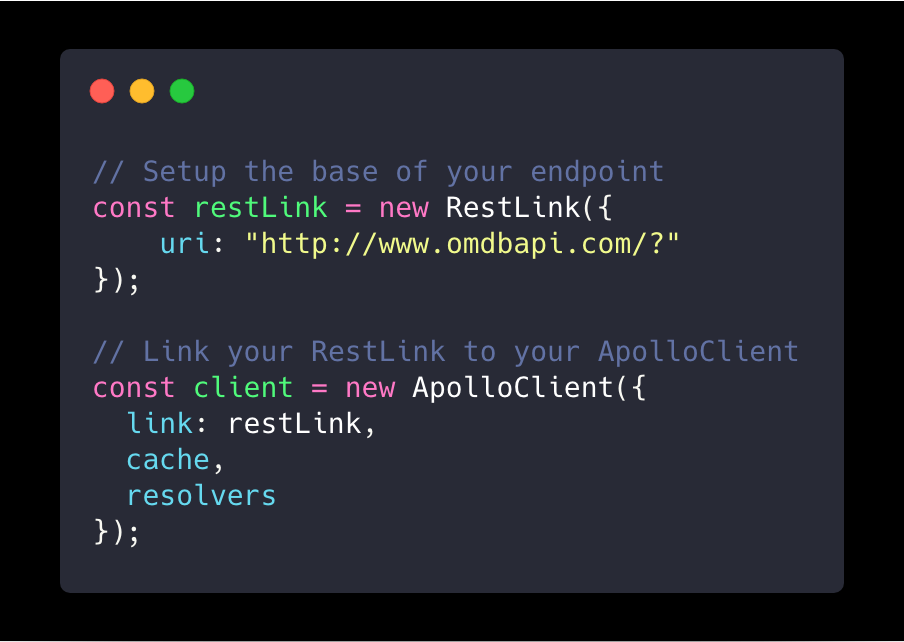 // Setup the base of your endpoint
const restLink = new RestLink({
    uri: "http://www.omdbapi.com/?"
});
// Link your RestLink to your ApolloClient
const client = new ApolloClient({
  link: restLink,
  cache,
  resolvers
});